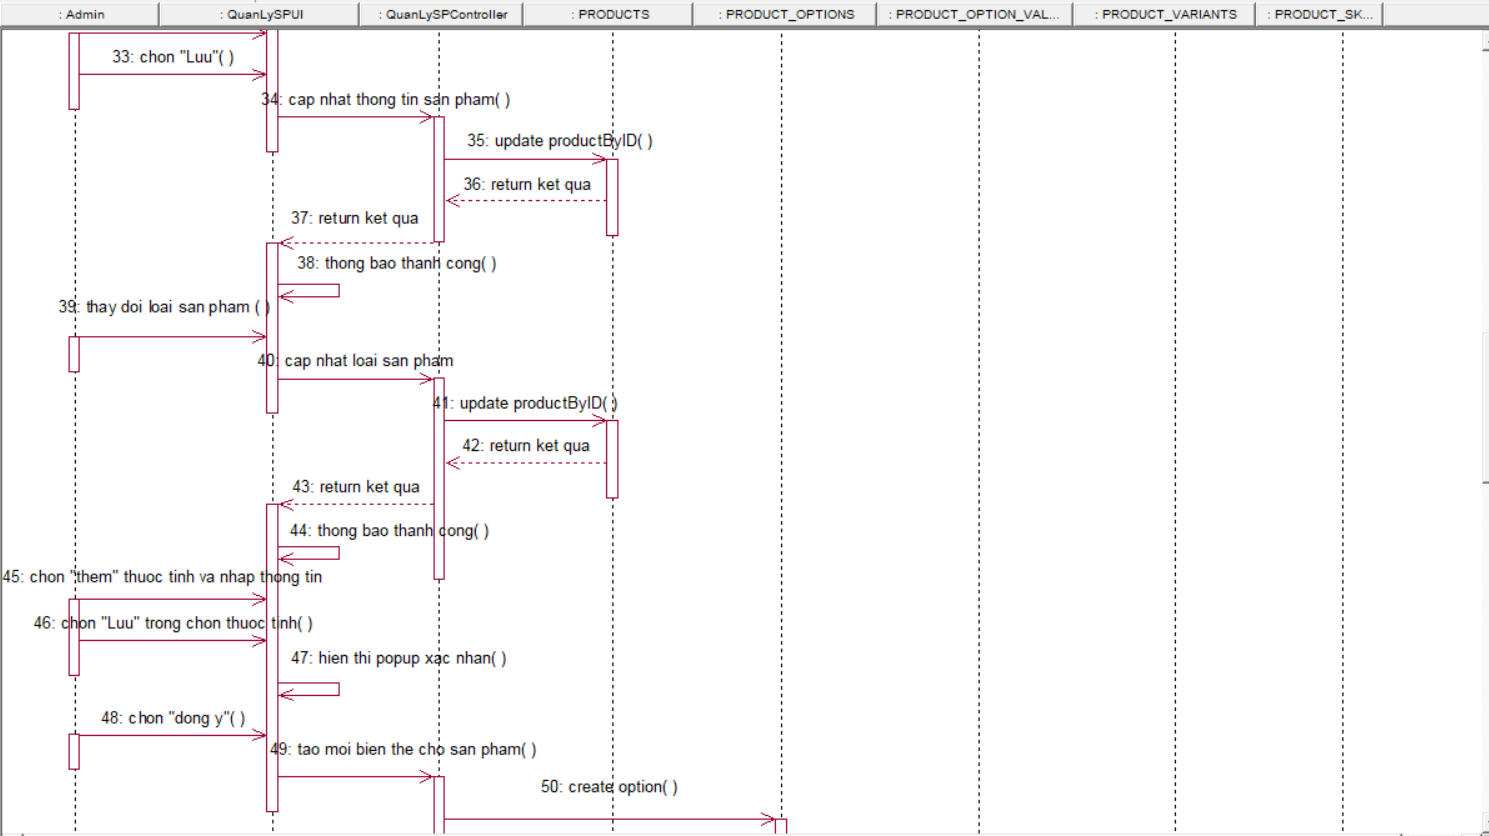 : Admin
: QuanLySPUI
: QuanLySPController
: PRODUCTS
: PRODUCT_OPTIONS
: PRODUCT_OPTION_VAL...
: PRODUCT_VARIANTS
: PRODUCT_SK...
33: chon "Luu"( )
34: cap nhat thong tin san pham( )
35: update productByID( )
36: return ket qua
37: return ket qua
38: thong bao thanh cong( )
39: thay doi loai san pham ( )
40: cap nhat loai san pham
41: update productByID( )
42: return ket qua
43: return ket qua
44: thong bao thanh cong( )
45: chon "them" thuoc tinh va nhap thong tin
46: chon "Luu" trong chon thuoc tinh( )
47: hien thi popup xac nhan( )
48: chon "dong y"( )
49: tao moi bien the cho san pham( )
50: create option( )